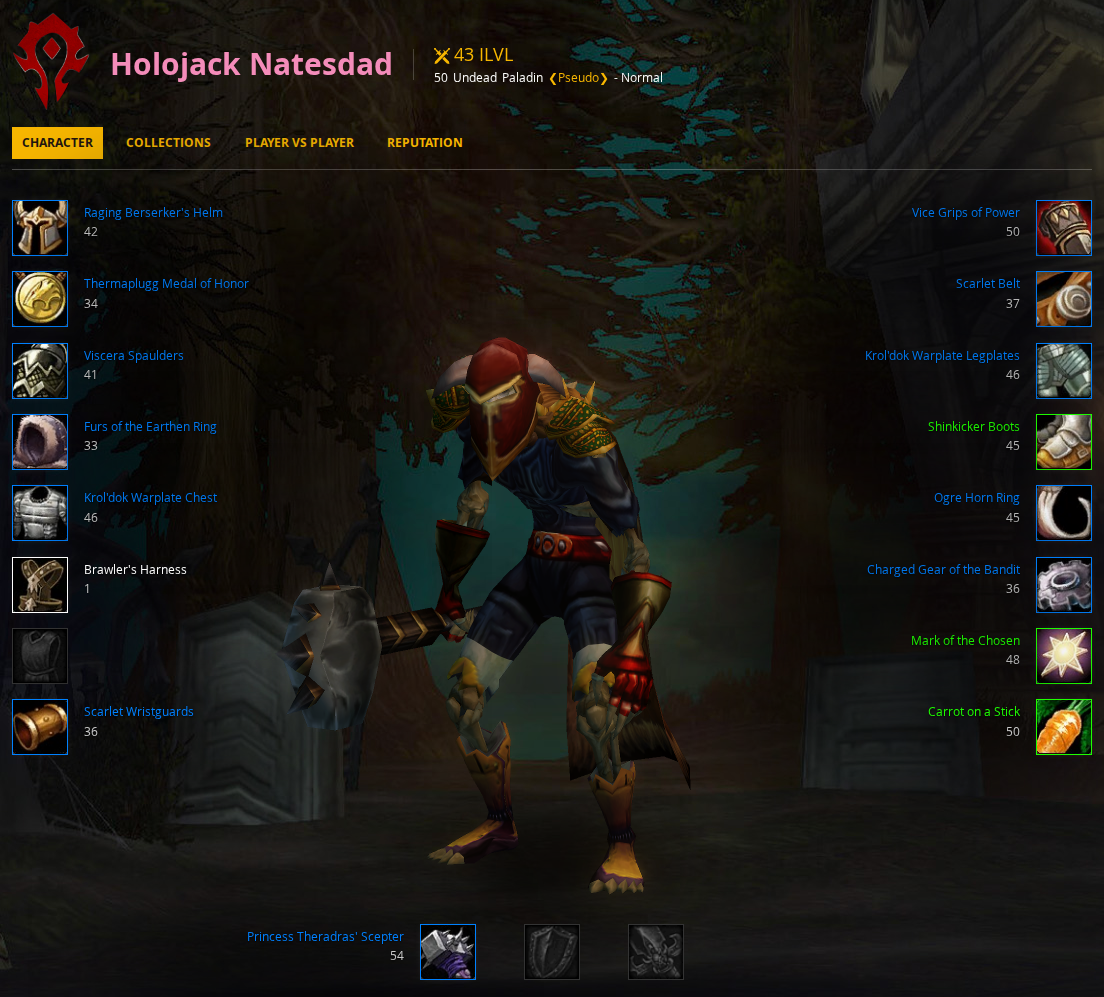 Holojack Natesdad
43 ILVL
50 Undead Paladin ❮Pseudo❯ - Normal
CHARACTER
COLLECTIONS
PLAYER VS PLAYER
REPUTATION
Raging Berserker's Helm
42
Thermaplugg Medal of Honor
34
Viscera Spaulders
41
Furs of the Earthen Ring
33
Krol'dok Warplate Chest
46
Brawler's Harness
1
Scarlet Wristguards
36
Vice Grips of Power
50
Scarlet Belt
37
Krol'dok Warplate Legplates
46
Shinkicker Boots
45
Ogre Horn Ring
45
Charged Gear of the Bandit
36
Mark of the Chosen
48
Carrot on a Stick
50
Princess Theradras' Scepter
54